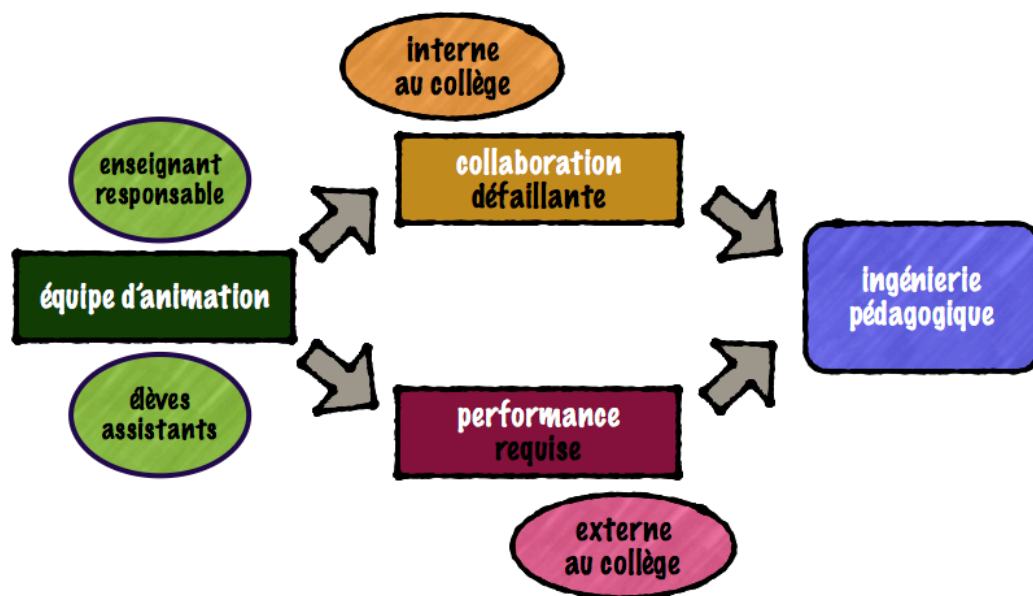 interne
au collège
enseignant
responsable
collaboration
défaillante
équipe d'animation
ingénierie
pédagogique
élèves
assistants
performance
requise
externe
au collège